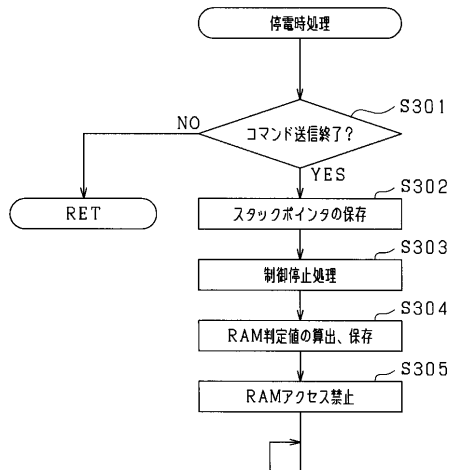 停電時処理
S301
コマンド送信終了?
NO
YES
S302
RET
スタックポインタの保存
S303
制御停止処理
S304
RAM判定値の算出、保存
S305
RAMアクセス禁止